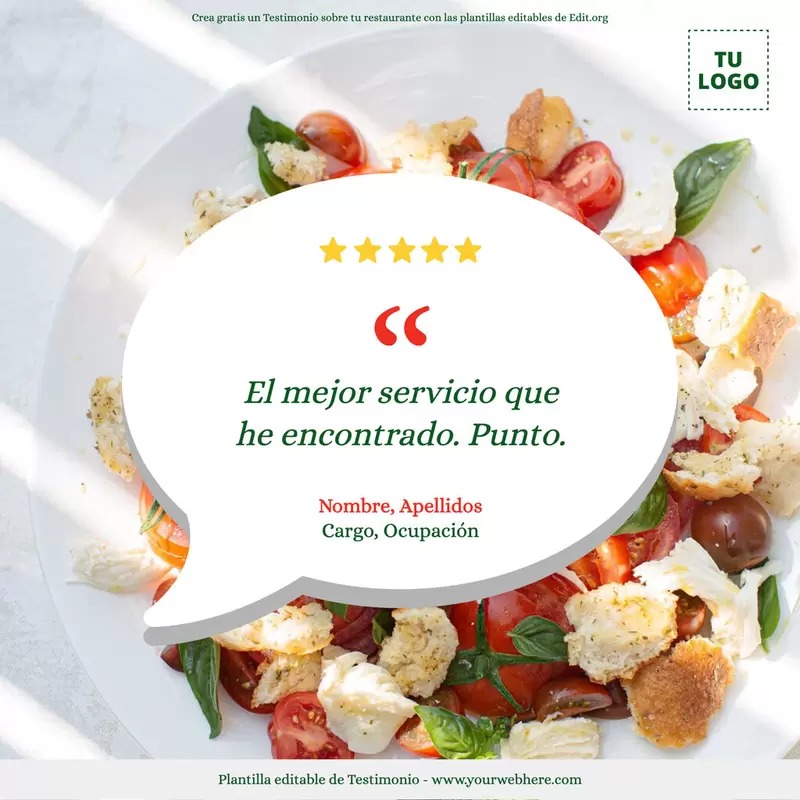 Crea gratis un Testimonio sobre tu restaurante con las plantillas editables de Edit.org
TU
LOGO
“
El mejor servicio que
he encontrado. Punto.
Nombre, Apellidos
Cargo, Ocupación
Plantilla editable de Testimonio - www.yourwebhere.com